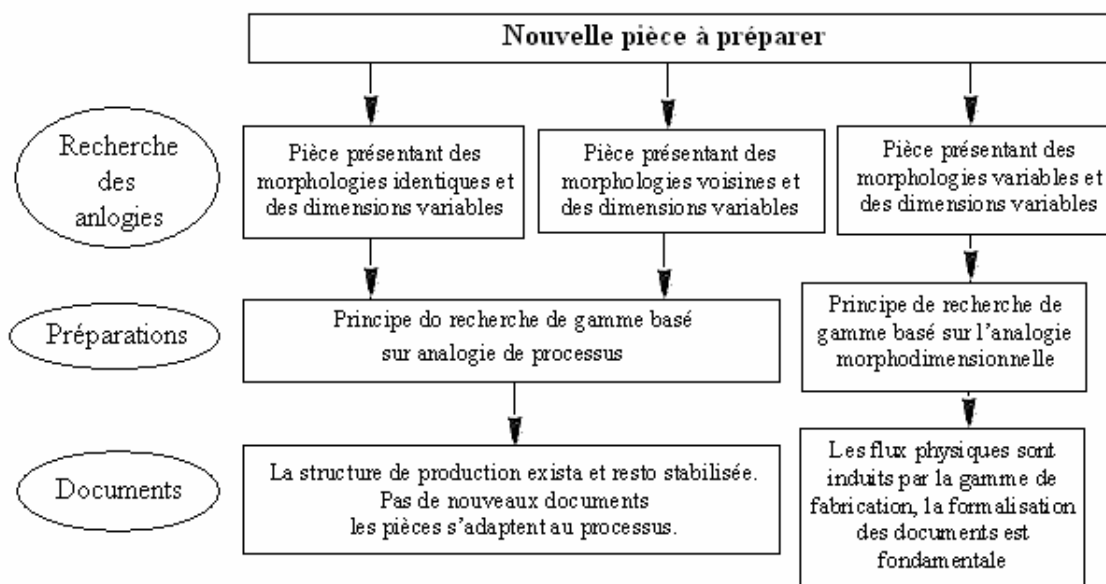 Nouvelle pièce à préparer
Recherche
des
anlogies
Pièce présentant des
morphologies identiques et
des dimensions variables
Pièce présentant des
morphologies voisines et
des dimensions variables
Pièce présentant des
morphologies variables et
des dimensions variables
Préparations
Principe do recherche de gamme basé
sur analogie de processus
Principe de recherche de
gamme basé sur l'analogie
morphodimensionnelle
Documents
La structure de production exista et resto stabilisée.
Pas de nouveaux documents
les pièces s'adaptent au processus.
Les flux physiques sont
induits par la gamme de
fabrication, la formalisation
des documents est
fondamentale